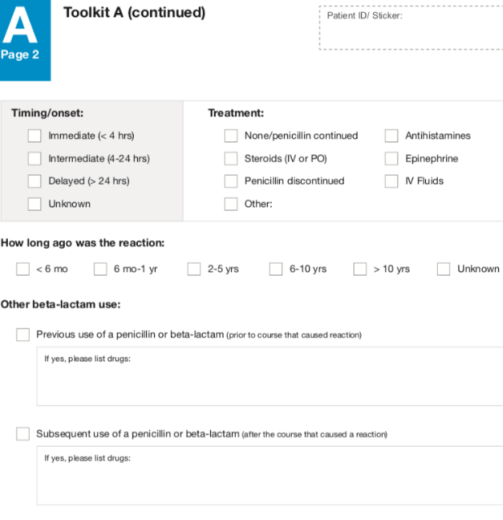 A
Page 2
Toolkit A (continued)
Patient ID/ Sticker:
Timing/onset:
Immediate (< 4 hrs)
Intermediate (4-24 hrs)
Delayed (> 24 hrs)
Unknown
Treatment:
None/penicillin continued
Antihistamines
Steroids (IV or PO)
Epinephrine
Penicillin discontinued
IV Fluids
Other:
How long ago was the reaction:
< 6 mo 6 mo-1 yr 2-5 yrs 6-10 yrs > 10 yrs Unknown
Other beta-lactam use:
Previous use of a penicillin or beta-lactam (prior to course that caused reaction)
If yes, please list drugs:
Subsequent use of a penicillin or beta-lactam (after the course that caused a reaction)
If yes, please list drugs: